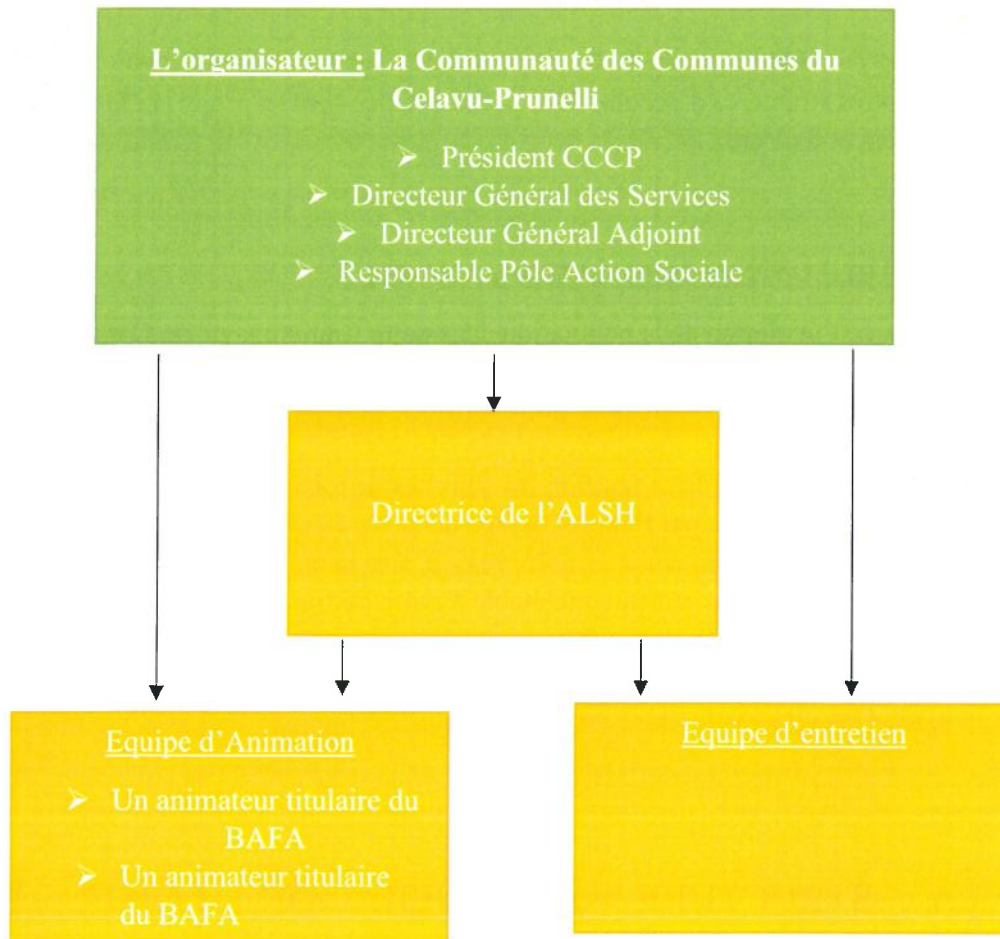 L'organisateur : La Communauté des Communes du
Celavu-Prunelli
➤ Président CCCP
➤ Directeur Général des Services
➤ Directeur Général Adjoint
➤ Responsable Pôle Action Sociale
Directrice de l'ALSH
Equipe d'Animation
➤ Un animateur titulaire du
BAFA
➤ Un animateur titulaire
du BAFA
Equipe d'entretien